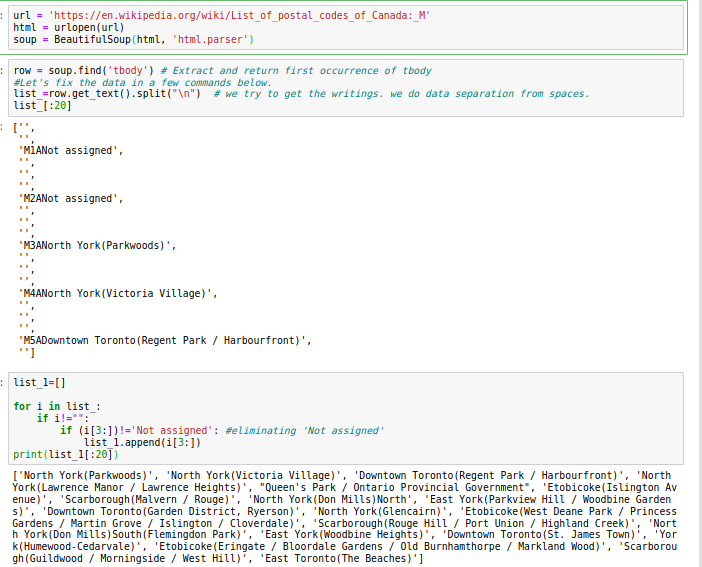 : url = 'https://en.wikipedia.org/wiki/List_of_postal_codes_of_Canada:_M'
html = urlopen(url)
soup = BeautifulSoup(html, 'html.parser')
: row = soup.find('tbody') # Extract and return first occurrence of tbody
#Let's fix the data in a few commands below.
list_=row.get_text().split("\n")  # we try to get the writings. we do data separation from spaces.
list_[:20]
: ['',
'',
'M1ANot assigned',
'',
'',
'',
'M2ANot assigned',
'',
'',
'',
'M3ANorth York(Parkwoods)',
'',
'',
'',
'M4ANorth York(Victoria Village)',
'',
'',
'',
'M5ADowntown Toronto(Regent Park / Harbourfront)',
'']
: list_1=[]
for i in list_:
if i!="":
if (i[3:])!='Not assigned': #eliminating 'Not assigned'
list_1.append(i[3:])
print(list_1[:20])
['North York(Parkwoods)', 'North York(Victoria Village)', 'Downtown Toronto(Regent Park / Harbourfront)', 'North
York(Lawrence Manor / Lawrence Heights)', "Queen's Park / Ontario Provincial Government", 'Etobicoke(Islington Av
enue)', 'Scarborough(Malvern / Rouge)', 'North York(Don Mills)North', 'East York(Parkview Hill / Woodbine Garden
s)', 'Downtown Toronto(Garden District, Ryerson)', 'North York(Glencairn)', 'Etobicoke(West Deane Park / Princess
Gardens / Martin Grove / Islington / Cloverdale)', 'Scarborough(Rouge Hill / Port Union / Highland Creek)', 'Nort
h York(Don Mills)South(Flemingdon Park)', 'East York(Woodbine Heights)', 'Downtown Toronto(St. James Town)', 'Yor
k(Humewood-Cedarvale)', 'Etobicoke(Eringate / Bloordale Gardens / Old Burnhamthorpe / Markland Wood)', 'Scarborou
gh(Guildwood / Morningside / West Hill)', 'East Toronto(The Beaches)']